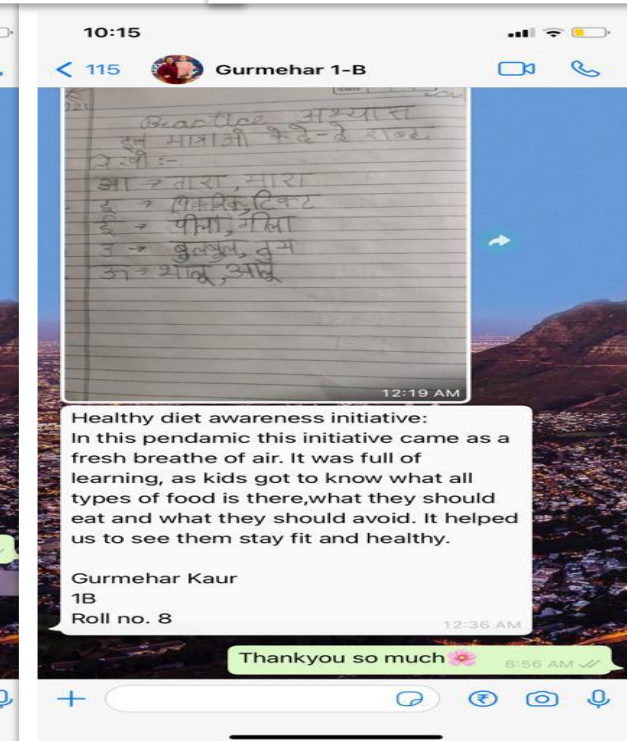 10:15
115
Gurmehar 1-B
Practice अभ्यास
इन मात्राओं के दो-दो शब्द
लिखो :-
आ → तारा, मारा
इ → पिकनिक, टिकट
ई → पीला, गीला
उ → बुलबुल, तुम
ऊ → भालू, आलू
12:19 AM
Healthy diet awareness initiative:
In this pendamic this initiative came as a
fresh breathe of air. It was full of
learning, as kids got to know what all
types of food is there,what they should
eat and what they should avoid. It helped
us to see them stay fit and healthy.
Gurmehar Kaur
1B
Roll no. 8
12:36 AM
Thankyou so much🌸
6:56 AM